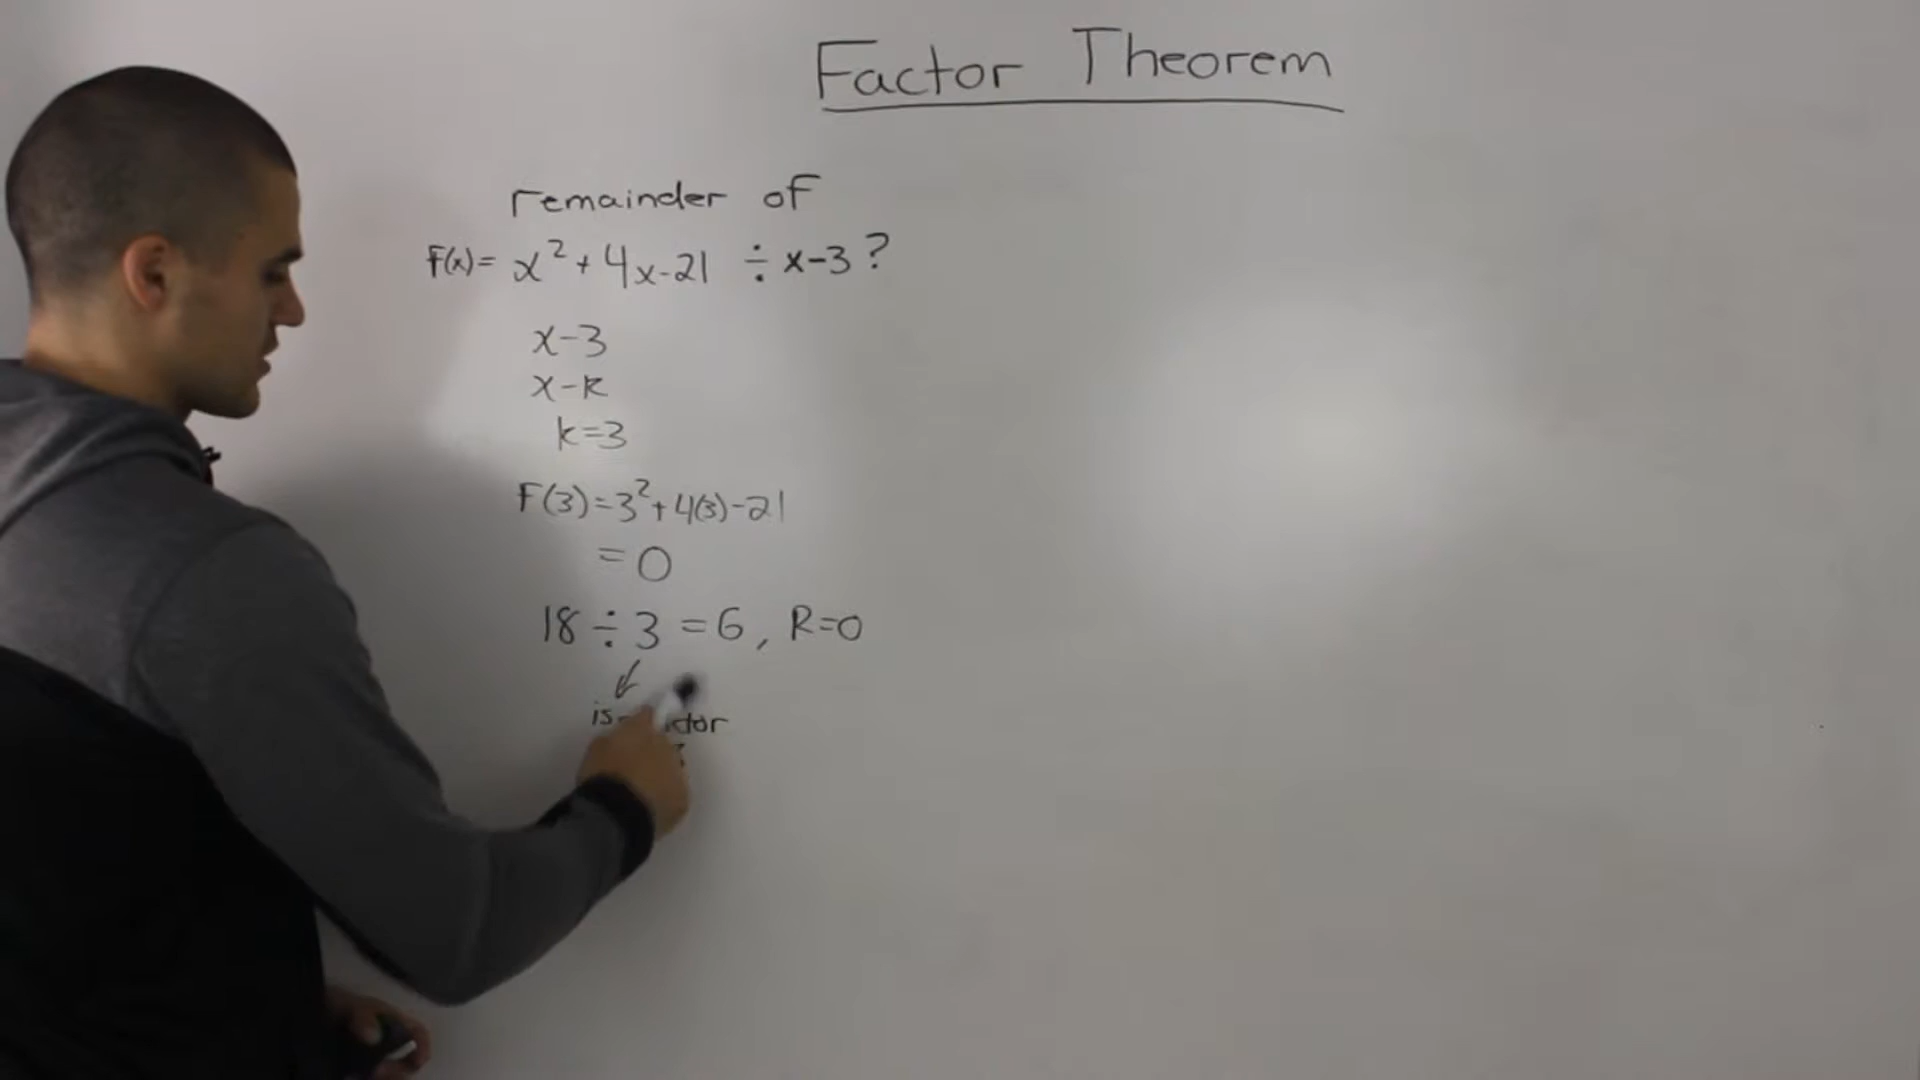 Factor Theorem
remainder of
F(x)= x²+4x-21 ÷ x-3?
x-3
x-k
k=3
F(3)=3²+4(3)-21
=0
18÷3=6, R=0
↙
is